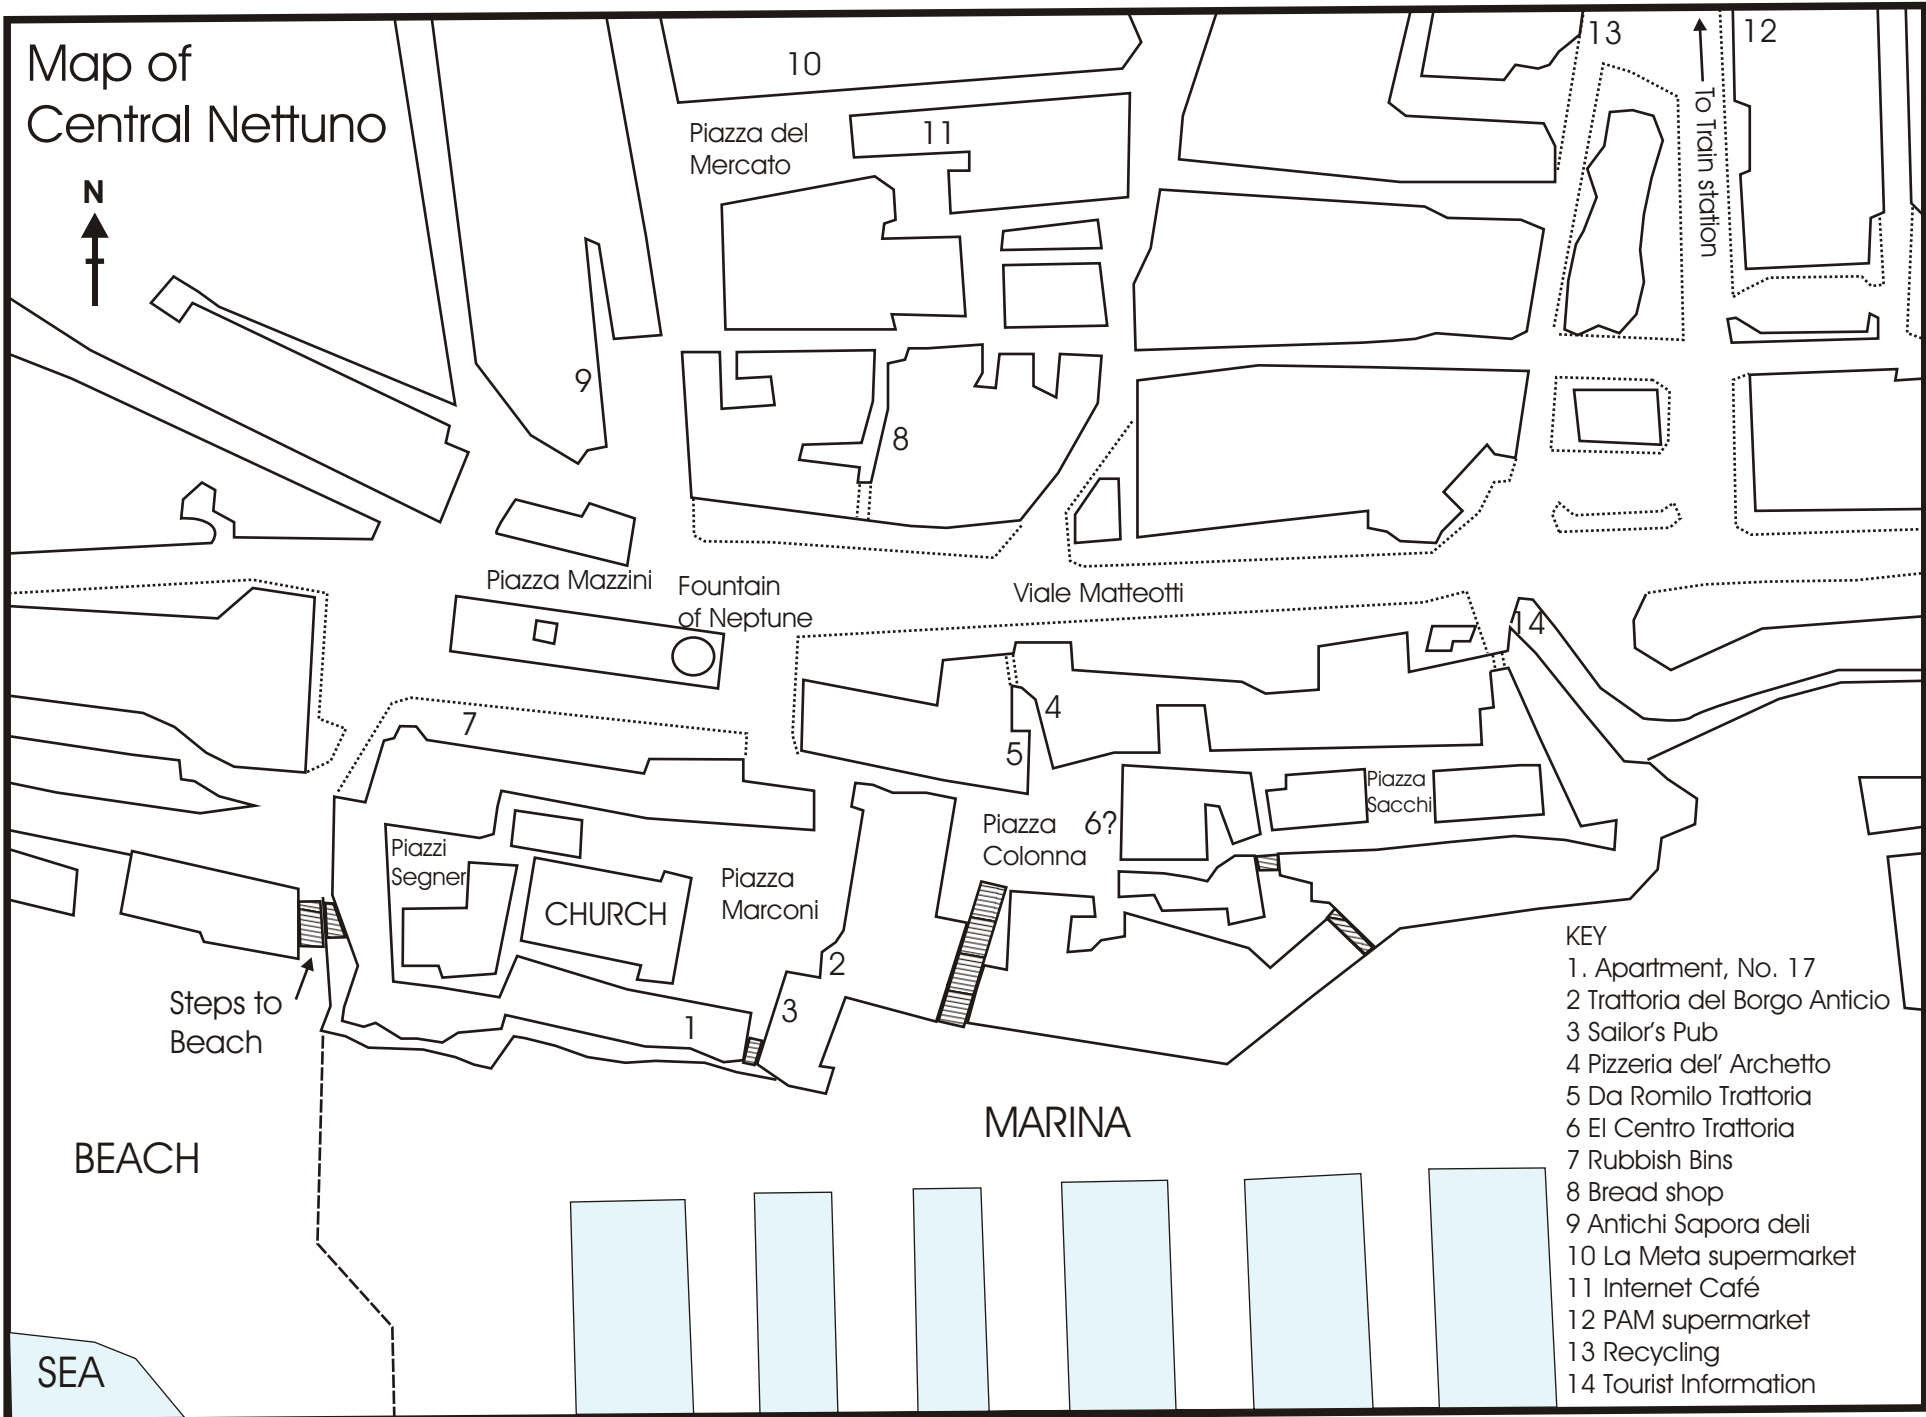 Map of
Central Nettuno
N
10
13
12
11
Piazza del
Mercato
To Train station
9
8
Piazza Mazzini
Fountain
of Neptune
Viale Matteotti
14
7
4
5
Piazza
Sacchi
6?
Piazza
Colonna
Piazzi
Segner
Piazza
Marconi
CHURCH
2
3
1
Steps to
Beach
BEACH
MARINA
SEA
KEY
1. Apartment, No. 17
2 Trattoria del Borgo Anticio
3 Sailor's Pub
4 Pizzeria del' Archetto
5 Da Romilo Trattoria
6 El Centro Trattoria
7 Rubbish Bins
8 Bread shop
9 Antichi Sapora deli
10 La Meta supermarket
11 Internet Café
12 PAM supermarket
13 Recycling
14 Tourist Information